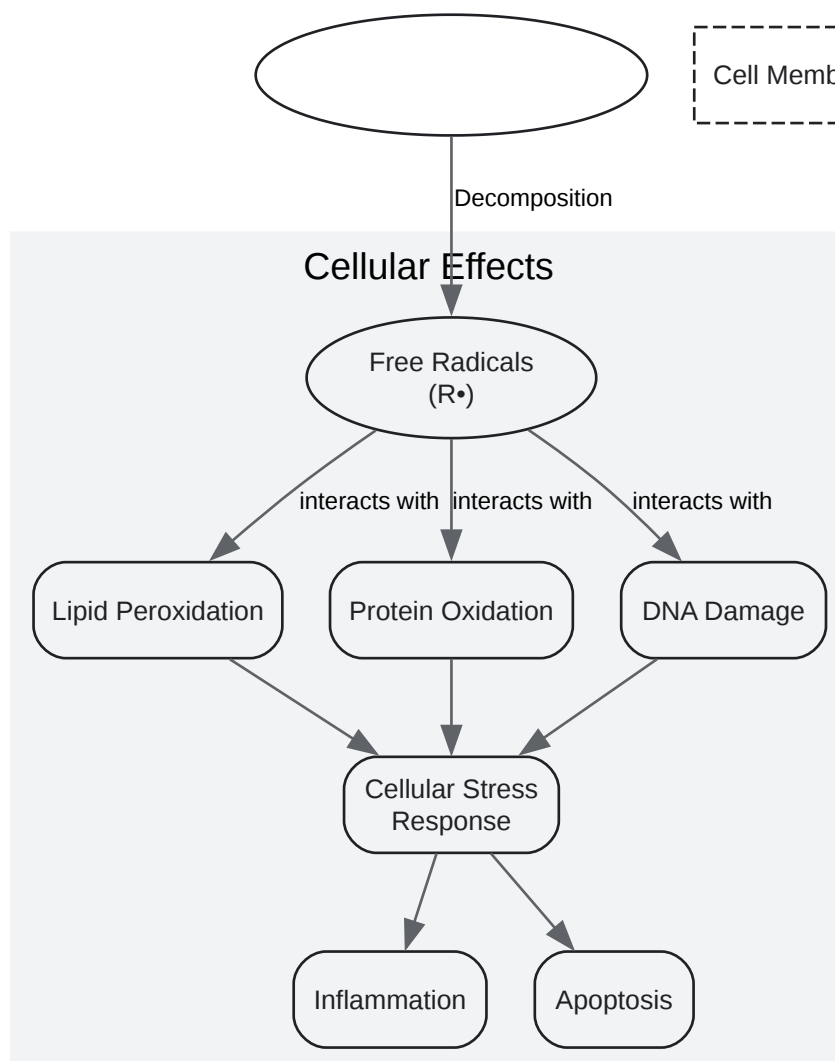 Cell Memb
Decomposition
Cellular Effects
Free Radicals
(R•)
interacts with
interacts with
interacts with
Lipid Peroxidation
Protein Oxidation
DNA Damage
Cellular Stress
Response
Inflammation
Apoptosis